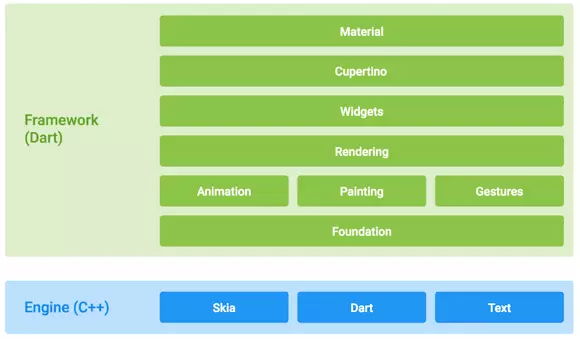 Material
Cupertino
Widgets
Framework
(Dart)
Rendering
Animation Painting Gestures
Foundation
Engine (C++) Skia Dart Text